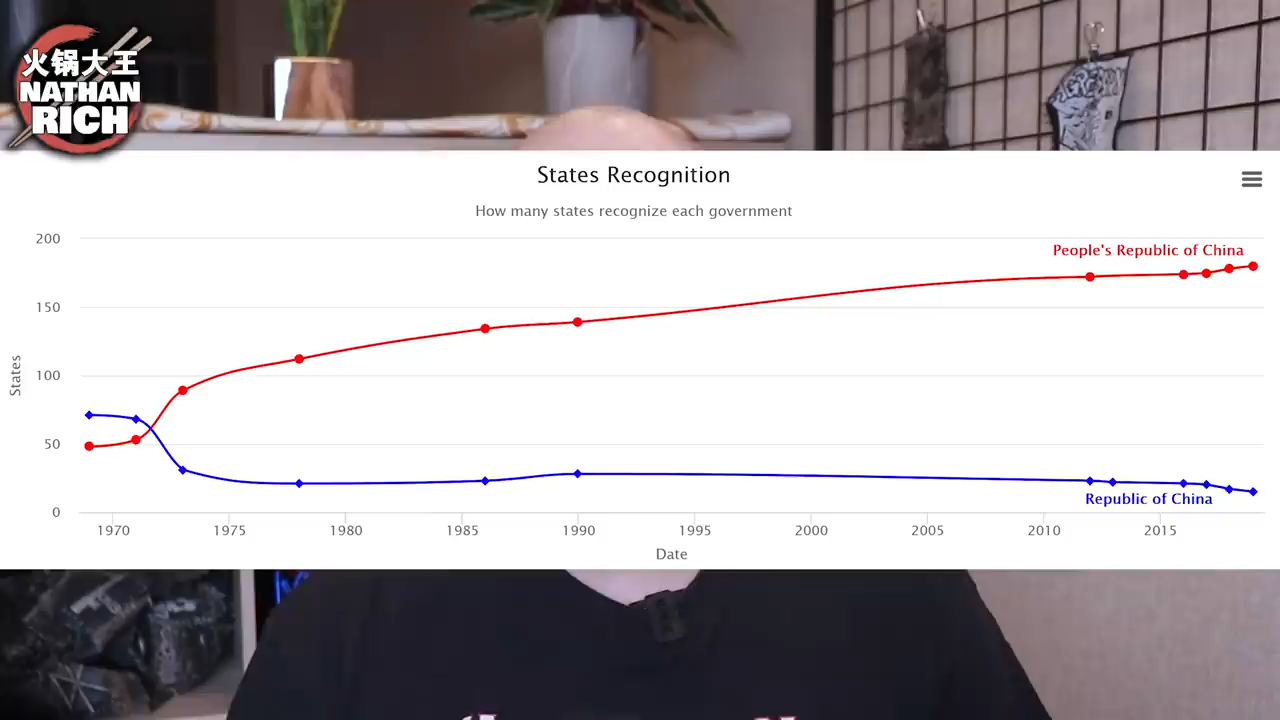 火锅大王
NATHAN
RICH
States Recognition
How many states recognize each government
States
200
150
100
50
0
People's Republic of China
Republic of China
1970 1975 1980 1985 1990 1995 2000 2005 2010 2015
Date